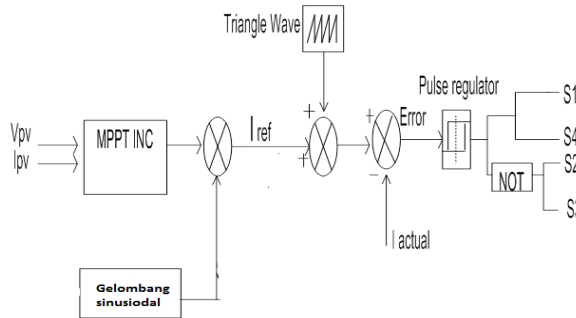 Triangle Wave
Pulse regulator
S1
Vpv
Ipv
MPPT INC
I ref
+
+
+
−
Error
S4
S2
NOT
S3
I actual
Gelombang
sinusiodal